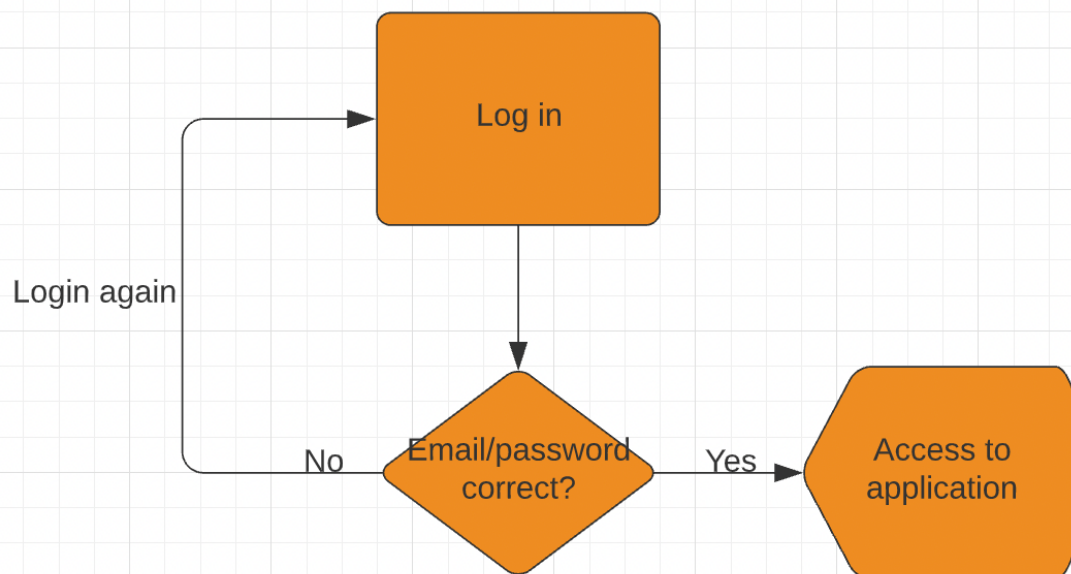 Log in
Login again
No
Email/password
correct?
Yes
Access to
application